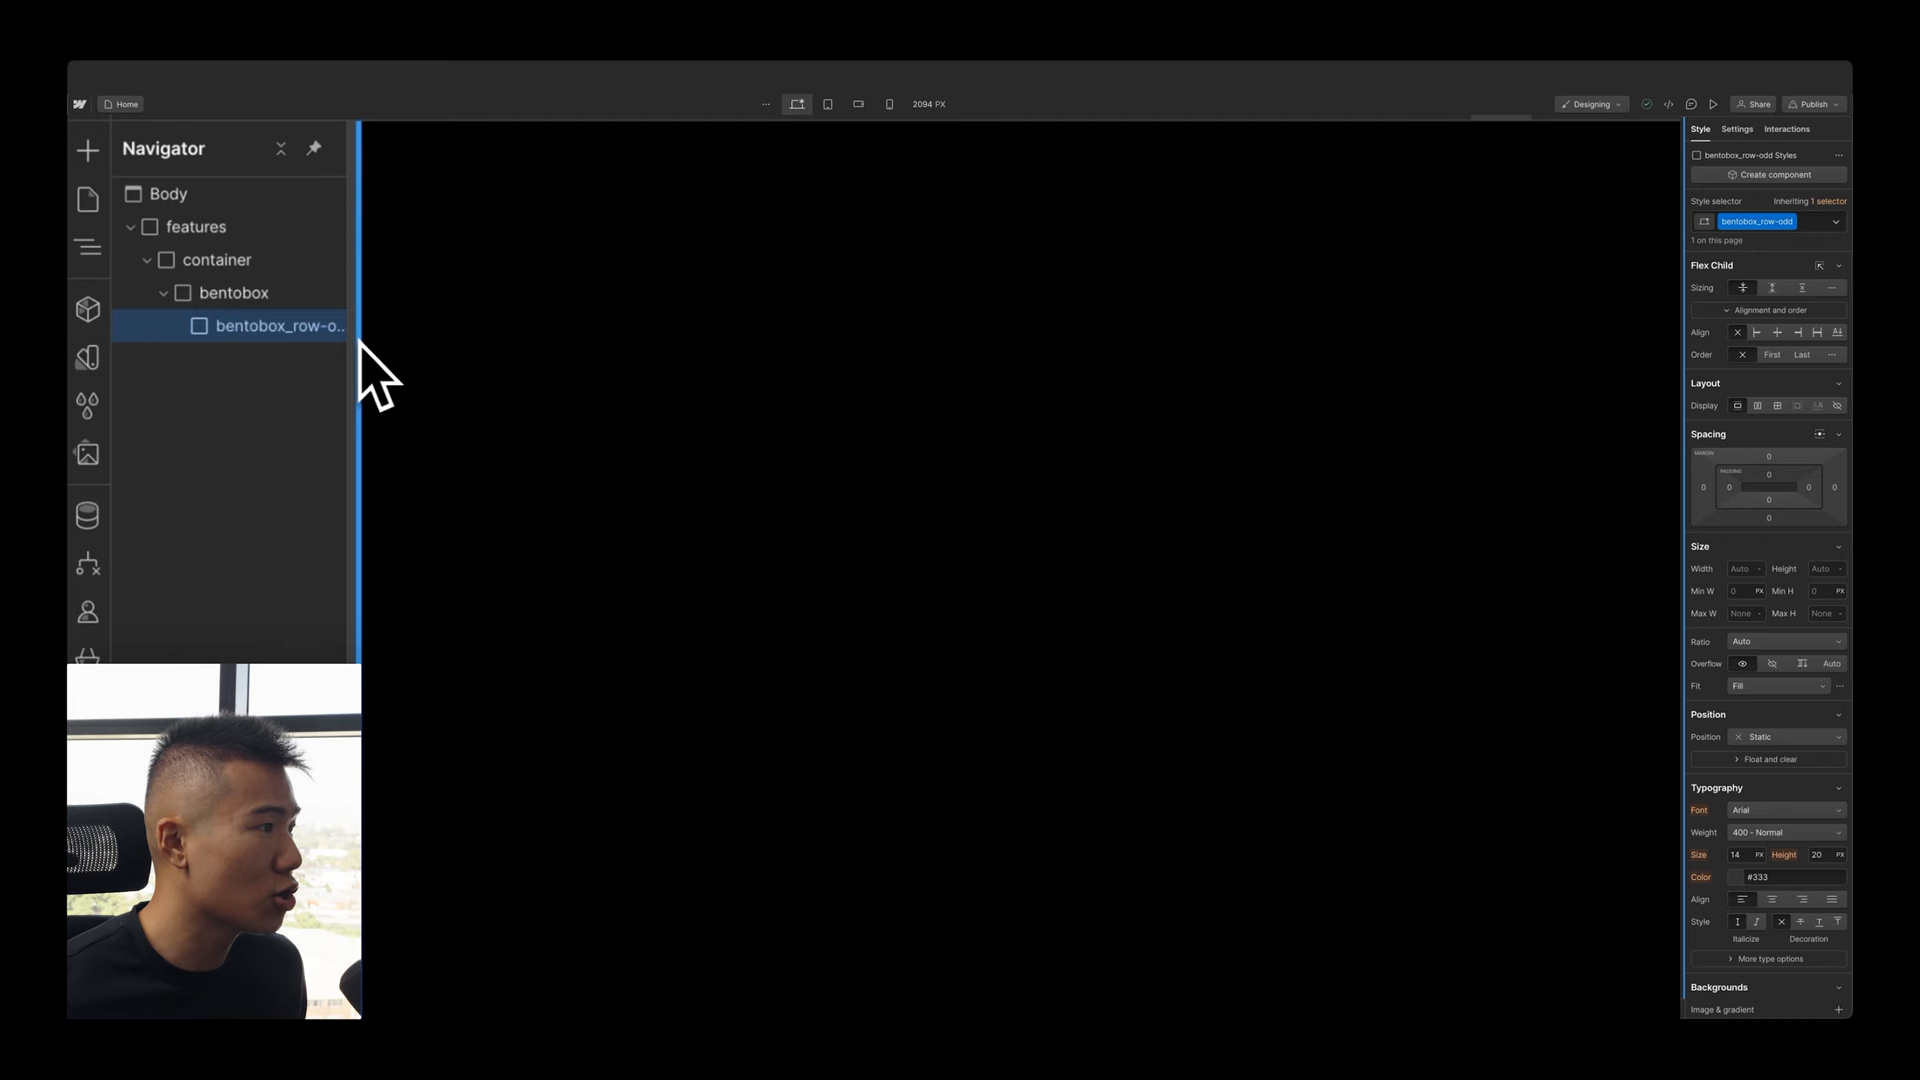 Home
2094 PX
Designing
Share
Publish
Navigator
Body
features
container
bentobox
bentobox_row-o..
Style Settings Interactions
bentobox_row-odd Styles
Create component
Style selector Inheriting 1 selector
bentobox_row-odd
1 on this page
Flex Child
Sizing
Alignment and order
Align
Order First Last
Layout
Display
Spacing
MARGIN
0
PADDING
0
0 0 0 0
0
0
Size
Width Auto - Height Auto -
Min W 0 PX Min H 0 PX
Max W None - Max H None -
Ratio Auto
Overflow Auto
Fit Fill
Position
Position Static
Float and clear
Typography
Font Arial
Weight 400 - Normal
Size 14 PX Height 20 PX
Color #333
Align
Style
Italicize Decoration
More type options
Backgrounds
Image & gradient